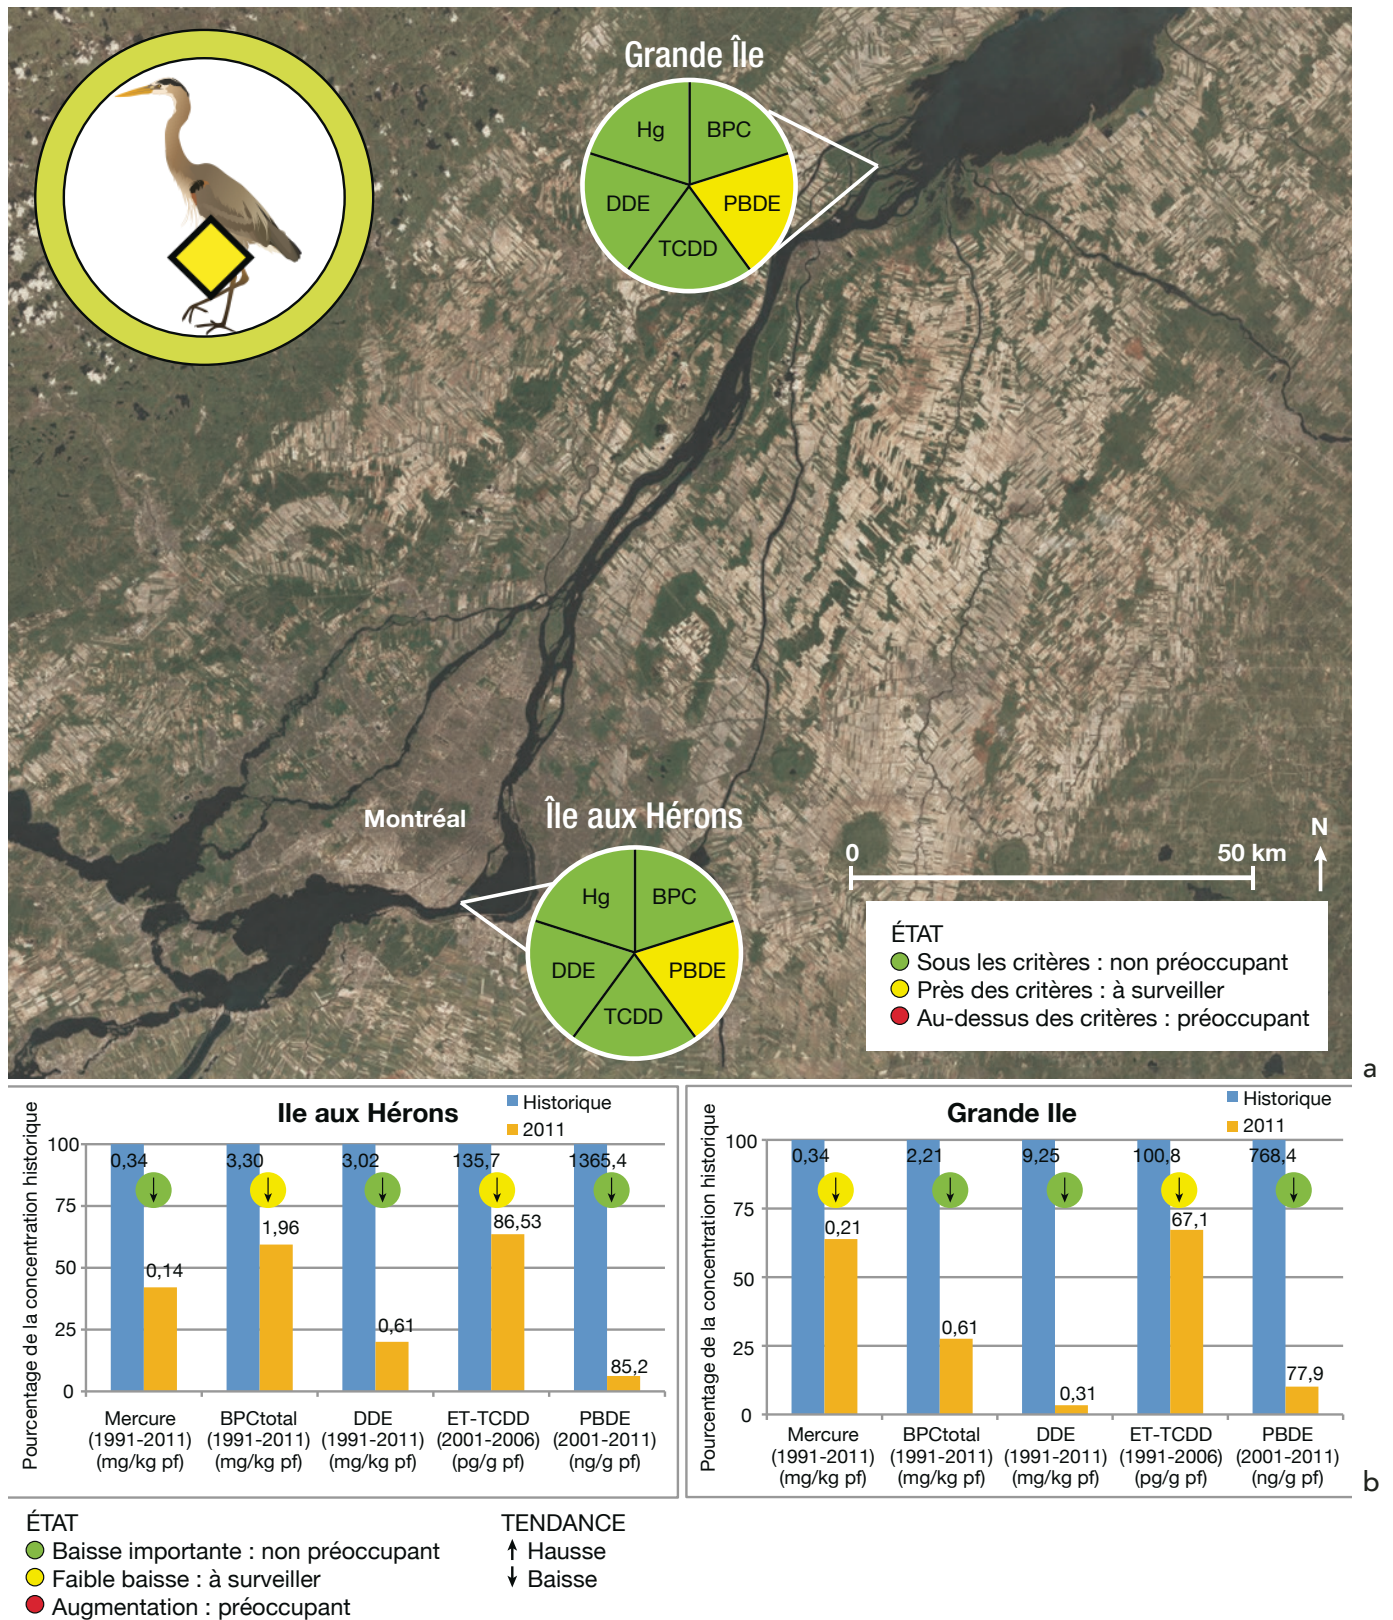 Grande Île
Hg
BPC
DDE
PBDE
TCDD
Montréal
Île aux Hérons
Hg
BPC
DDE
PBDE
TCDD
N
0
50 km
ÉTAT
Sous les critères : non préoccupant
Près des critères : à surveiller
Au-dessus des critères : préoccupant
a
Ile aux Hérons
Historique
2011
Pourcentage de la concentration historique
100
75
50
25
0
0,34
3,30
3,02
135,7
1365,4
0,14
1,96
0,61
86,53
85,2
Mercure
(1991-2011)
(mg/kg pf)
BPCtotal
(1991-2011)
(mg/kg pf)
DDE
(1991-2011)
(mg/kg pf)
ET-TCDD
(2001-2006)
(pg/g pf)
PBDE
(2001-2011)
(ng/g pf)
Grande Ile
Historique
2011
Pourcentage de la concentration historique
100
75
50
25
0
0,34
2,21
9,25
100,8
768,4
0,21
0,61
0,31
67,1
77,9
Mercure
(1991-2011)
(mg/kg pf)
BPCtotal
(1991-2011)
(mg/kg pf)
DDE
(1991-2011)
(mg/kg pf)
ET-TCDD
(1991-2006)
(pg/g pf)
PBDE
(2001-2011)
(ng/g pf)
b
ÉTAT
Baisse importante : non préoccupant
Faible baisse : à surveiller
Augmentation : préoccupant
TENDANCE
Hausse
Baisse